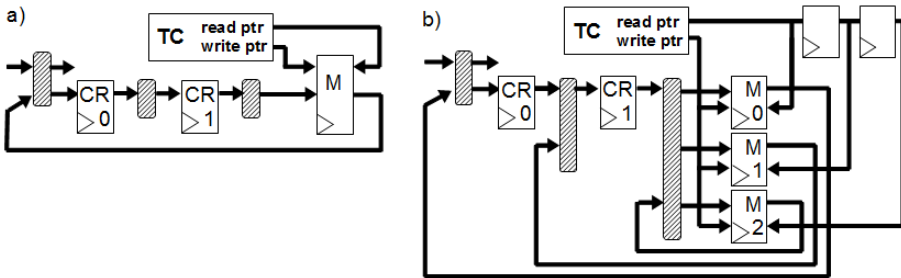 a)
TC read ptr
write ptr
CR
0
CR
1
M
b)
TC read ptr
write ptr
CR
0
CR
1
M
0
M
1
M
2